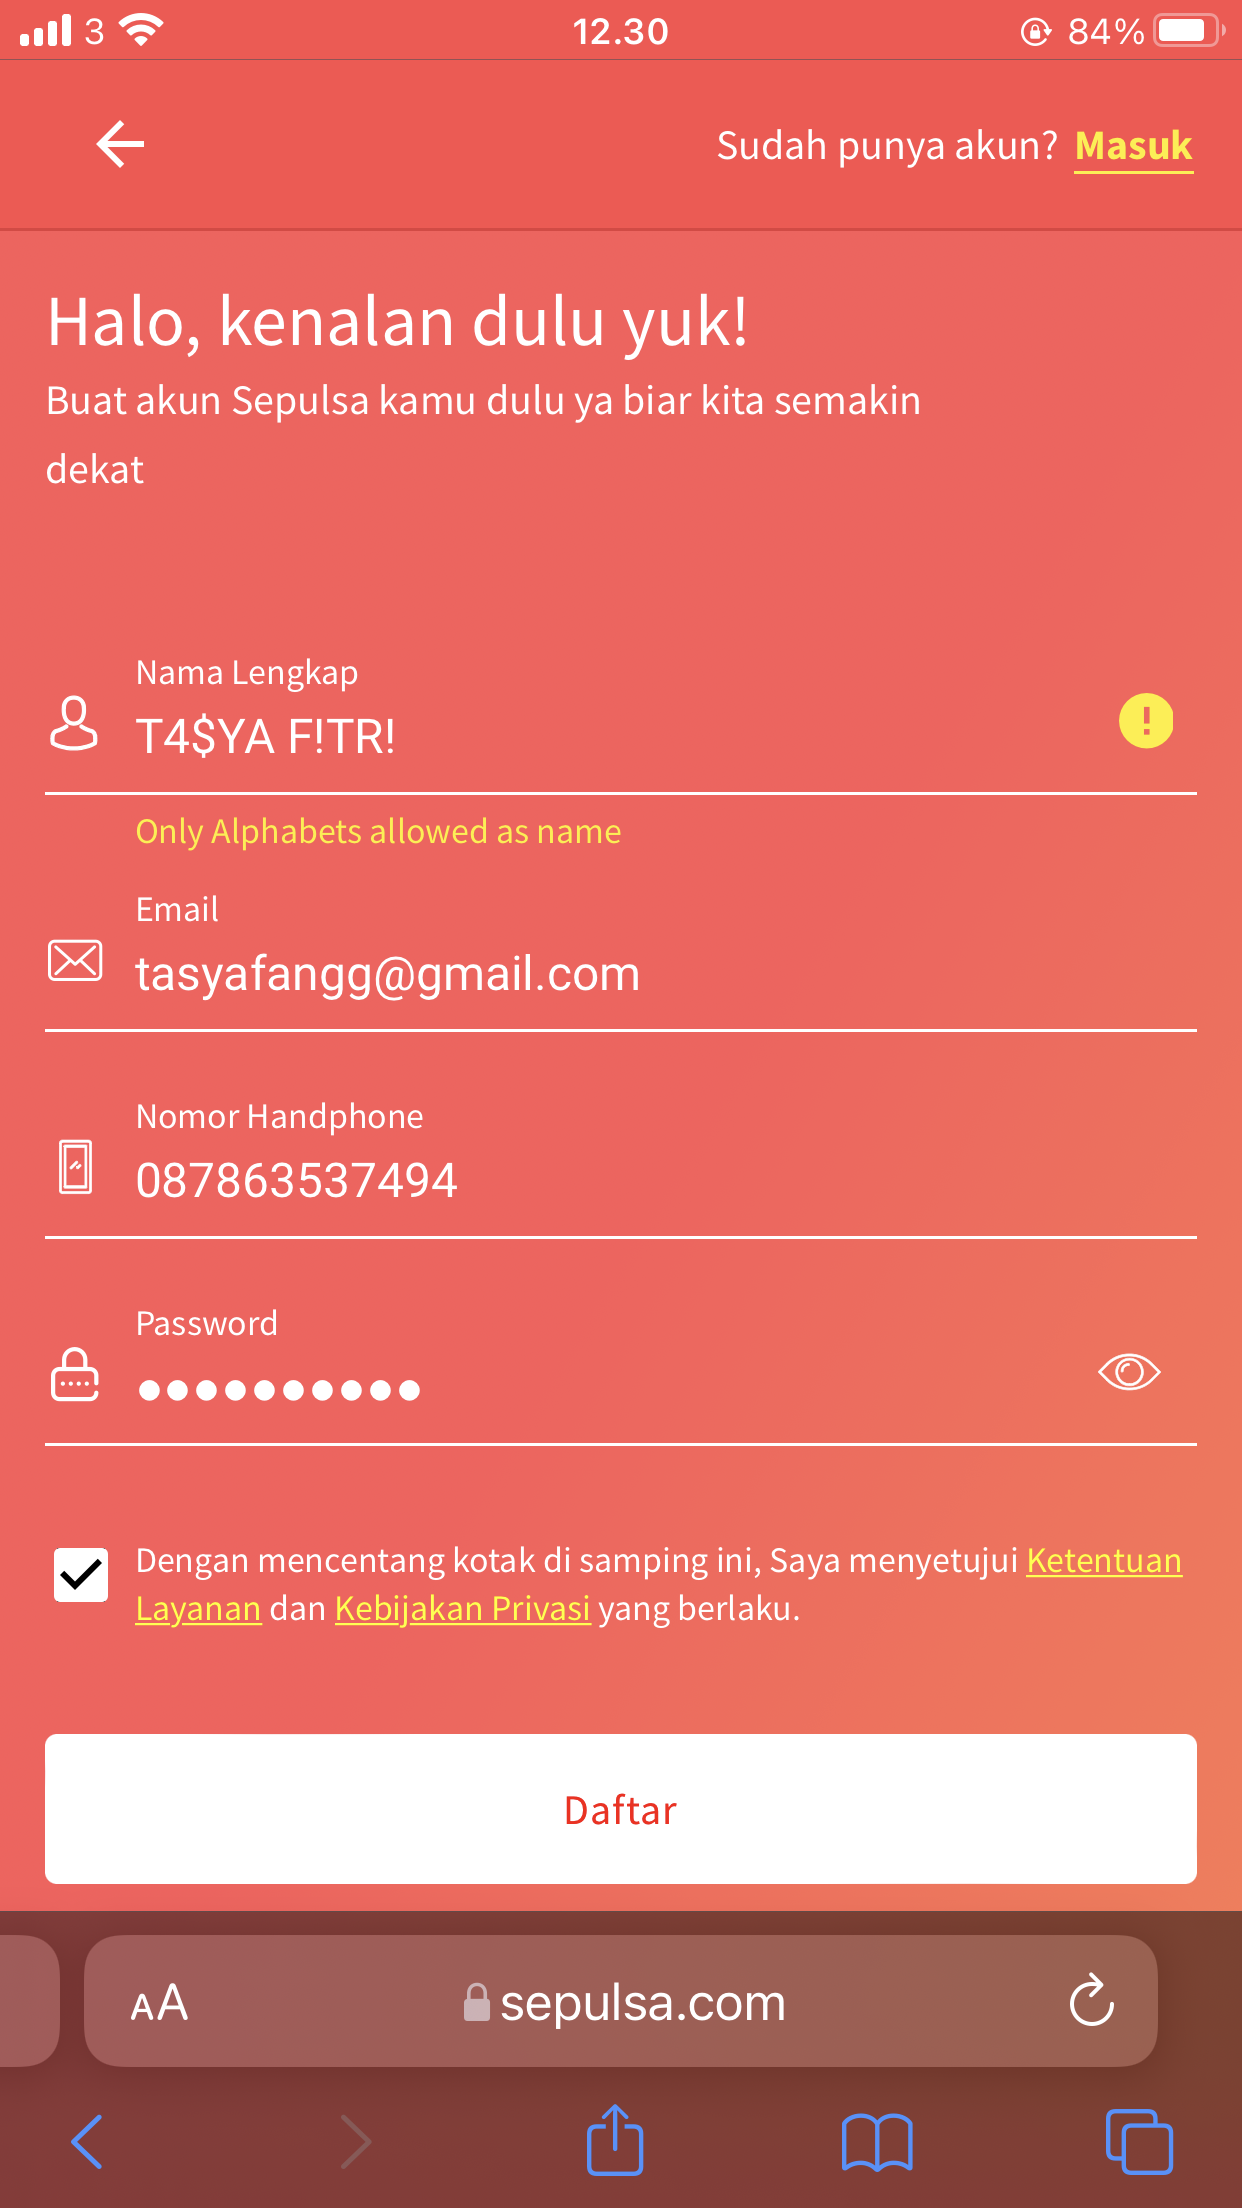 3
12.30
84%
Sudah punya akun? Masuk
Halo, kenalan dulu yuk!
Buat akun Sepulsa kamu dulu ya biar kita semakin
dekat
Nama Lengkap
T4$YA F!TR!
!
Only Alphabets allowed as name
Email
tasyafangg@gmail.com
Nomor Handphone
087863537494
Password
Dengan mencentang kotak di samping ini, Saya menyetujui Ketentuan
Layanan dan Kebijakan Privasi yang berlaku.
Daftar
AA
sepulsa.com